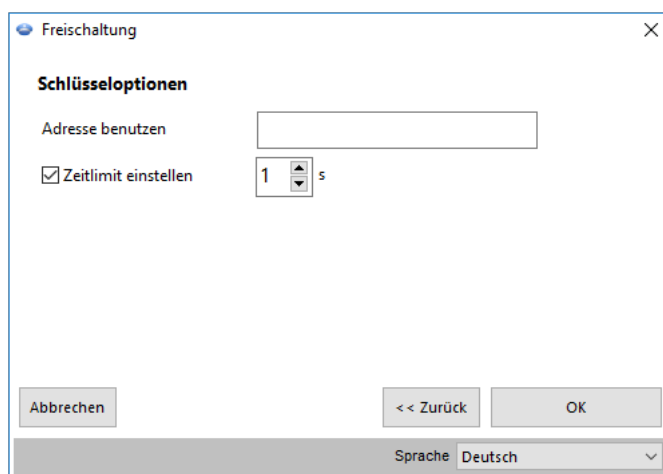 Freischaltung
Schlüsseloptionen
Adresse benutzen
Zeitlimit einstellen 1 s
Abbrechen << Zurück OK
Sprache Deutsch